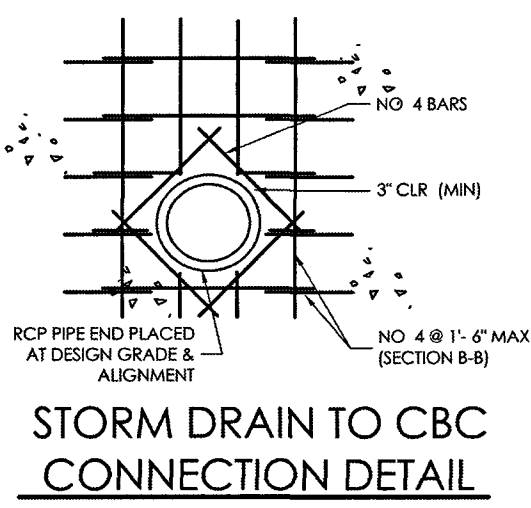 NO 4 BARS
3" CLR (MIN)
RCP PIPE END PLACED
AT DESIGN GRADE &
ALIGNMENT
NO 4 @ 1'- 6" MAX
(SECTION B-B)
STORM DRAIN TO CBC
CONNECTION DETAIL